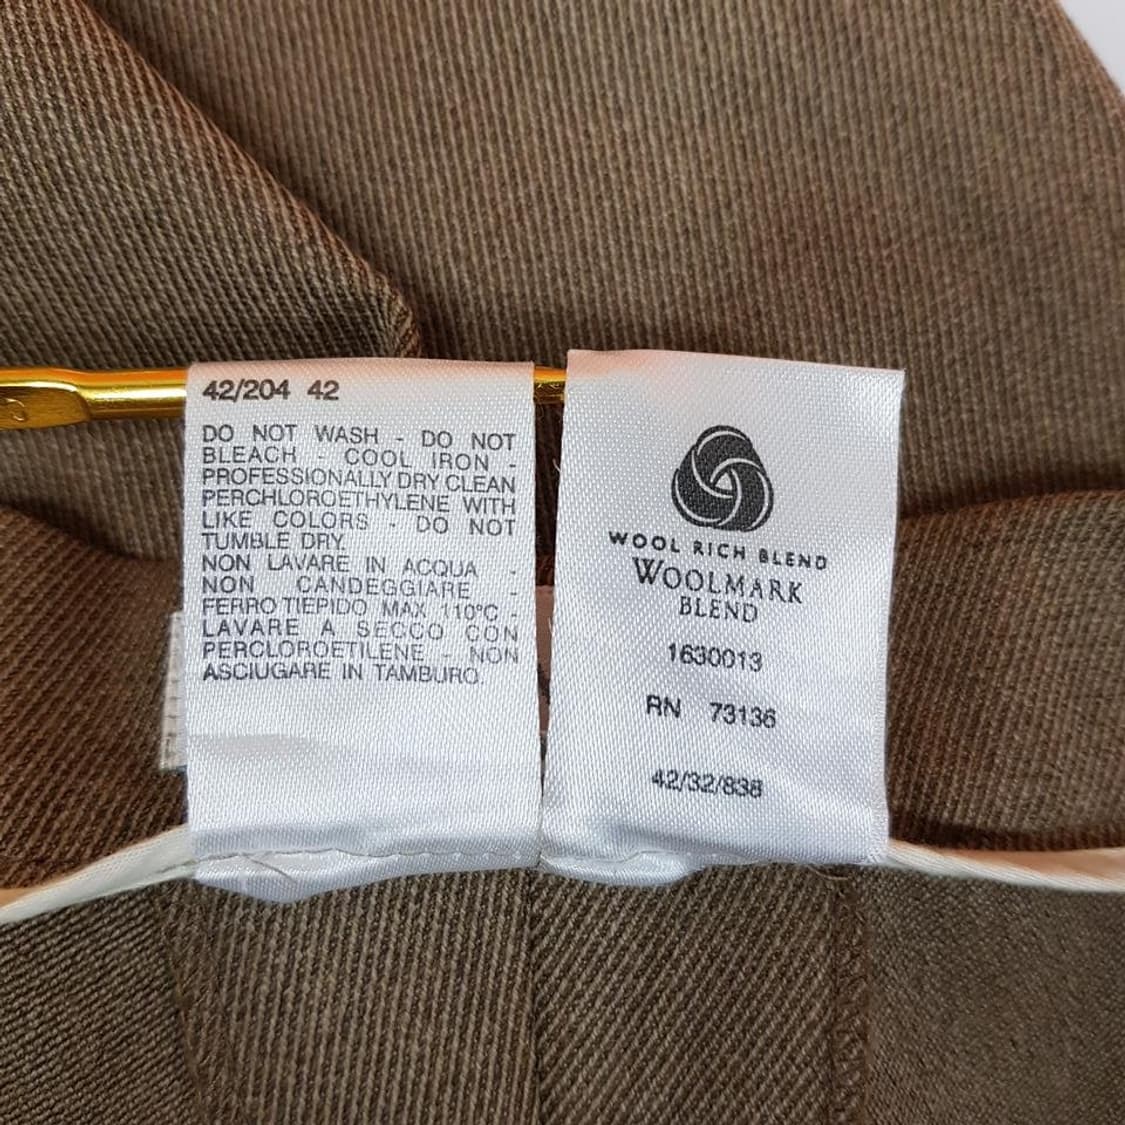 42/204 42
DO NOT WASH - DO NOT
BLEACH - COOL IRON -
PROFESSIONALLY DRY CLEAN
PERCHLOROETHYLENE WITH
LIKE COLORS - DO NOT
TUMBLE DRY.
NON LAVARE IN ACQUA -
NON CANDEGGIARE -
FERRO TIEPIDO MAX 110°C -
LAVARE A SECCO CON
PERCLOROETILENE - NON
ASCIUGARE IN TAMBURO.
WOOL RICH BLEND
WOOLMARK
BLEND
1630013
RN 73136
42/32/838